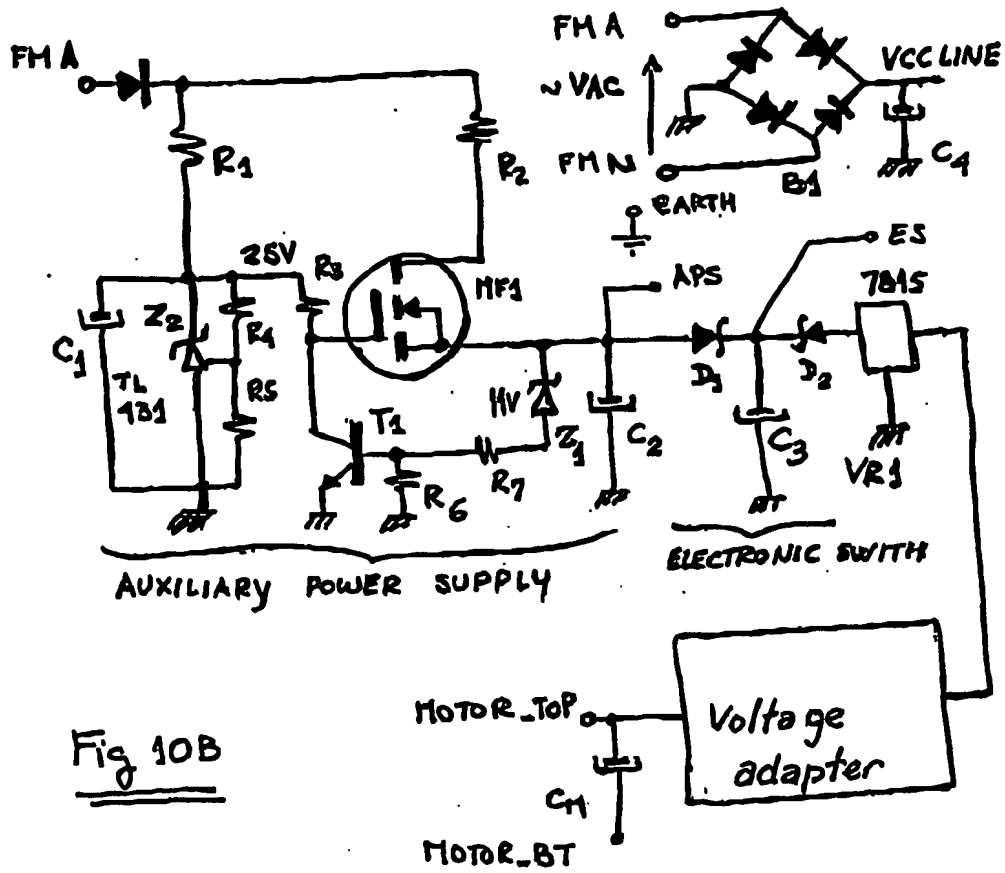 FM A
FM A
VCC LINE
R1
R2
~ VAC
FM N
B1
C4
EARTH
ES
25V
R3
MF1
APS
7815
Z2
R4
C1
TL
431
R5
D1
D2
HV
T1
Z1
C2
C3
R6
R7
VR1
AUXILIARY POWER SUPPLY
ELECTRONIC SWITH
MOTOR_TOP
Voltage
adapter
CM
MOTOR_BT
Fig 10B